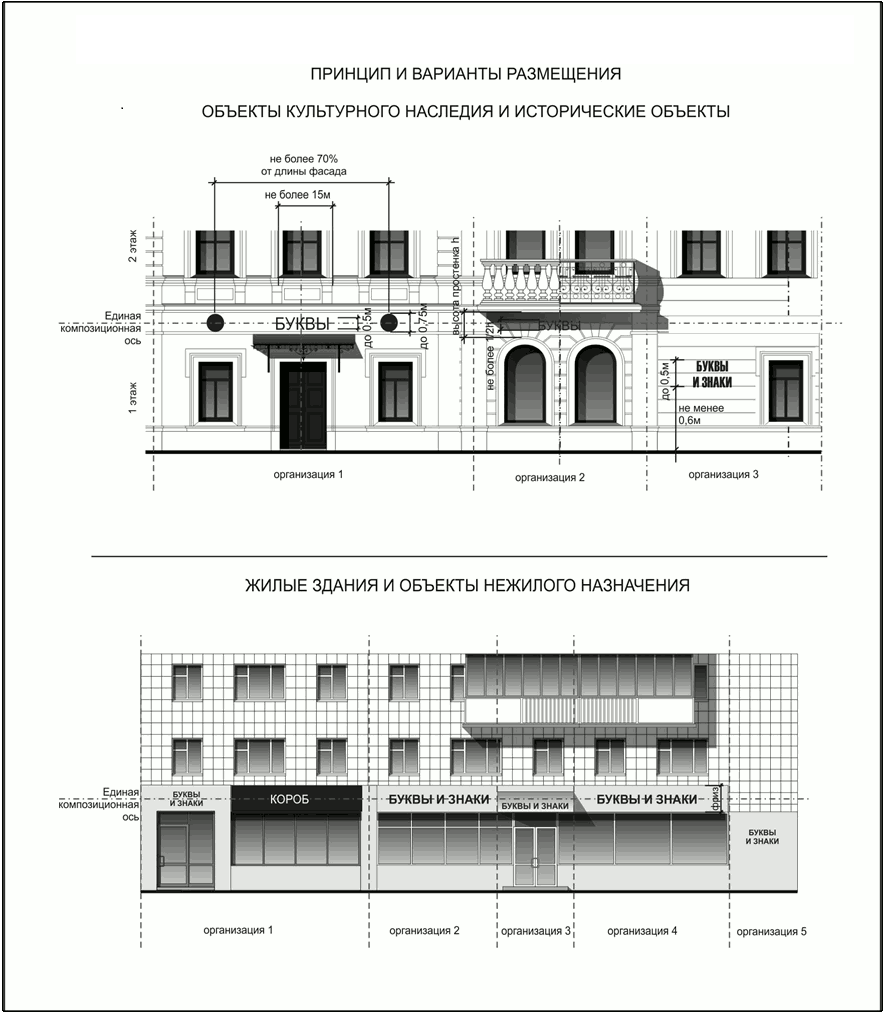 ПРИНЦИП И ВАРИАНТЫ РАЗМЕЩЕНИЯ
ОБЪЕКТЫ КУЛЬТУРНОГО НАСЛЕДИЯ И ИСТОРИЧЕСКИЕ ОБЪЕКТЫ
не более 70%
от длины фасада
не более 15м
2 этаж
высота простенка h
Единая
композиционная
ось
БУКВЫ
до 0,5м
до 0,75м
не более 1/2h
БУКВЫ
1 этаж
до 0,5м
БУКВЫ
И ЗНАКИ
не менее
0,6м
организация 1
организация 2
организация 3
ЖИЛЫЕ ЗДАНИЯ И ОБЪЕКТЫ НЕЖИЛОГО НАЗНАЧЕНИЯ
Единая
композиционная
ось
БУКВЫ
И ЗНАКИ
КОРОБ
БУКВЫ И ЗНАКИ
БУКВЫ И ЗНАКИ
БУКВЫ И ЗНАКИ
фриз
БУКВЫ
И ЗНАКИ
организация 1
организация 2
организация 3
организация 4
организация 5